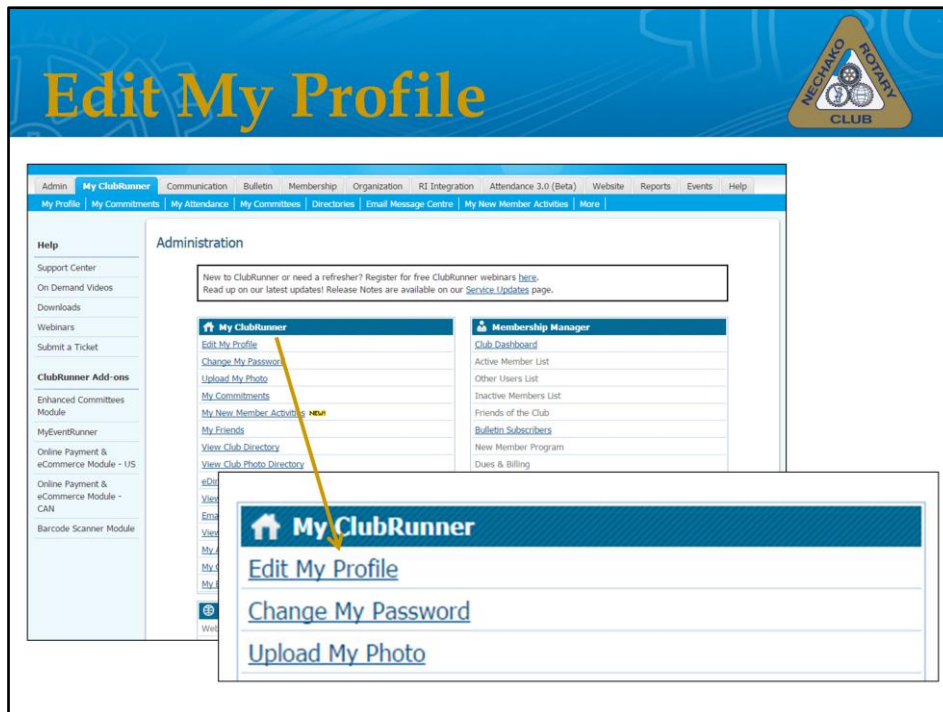 Edit My Profile
NECHAKO ROTARY
CLUB
Admin My ClubRunner Communication Bulletin Membership Organization RI Integration Attendance 3.0 (Beta) Website Reports Events Help
My Profile | My Commitments | My Attendance | My Committees | Directories | Email Message Centre | My New Member Activities | More |
Help
Support Center
On Demand Videos
Downloads
Webinars
Submit a Ticket
ClubRunner Add-ons
Enhanced Committees
Module
MyEventRunner
Online Payment &
eCommerce Module - US
Online Payment &
eCommerce Module -
CAN
Barcode Scanner Module
Administration
New to ClubRunner or need a refresher? Register for free ClubRunner webinars here.
Read up on our latest updates! Release Notes are available on our Service Updates page.
My ClubRunner
Edit My Profile
Change My Password
Upload My Photo
My Commitments
My New Member Activities NEW!
My Friends
View Club Directory
View Club Photo Directory
Membership Manager
Club Dashboard
Active Member List
Other Users List
Inactive Members List
Friends of the Club
Bulletin Subscribers
New Member Program
Dues & Billing
My ClubRunner
Edit My Profile
Change My Password
Upload My Photo